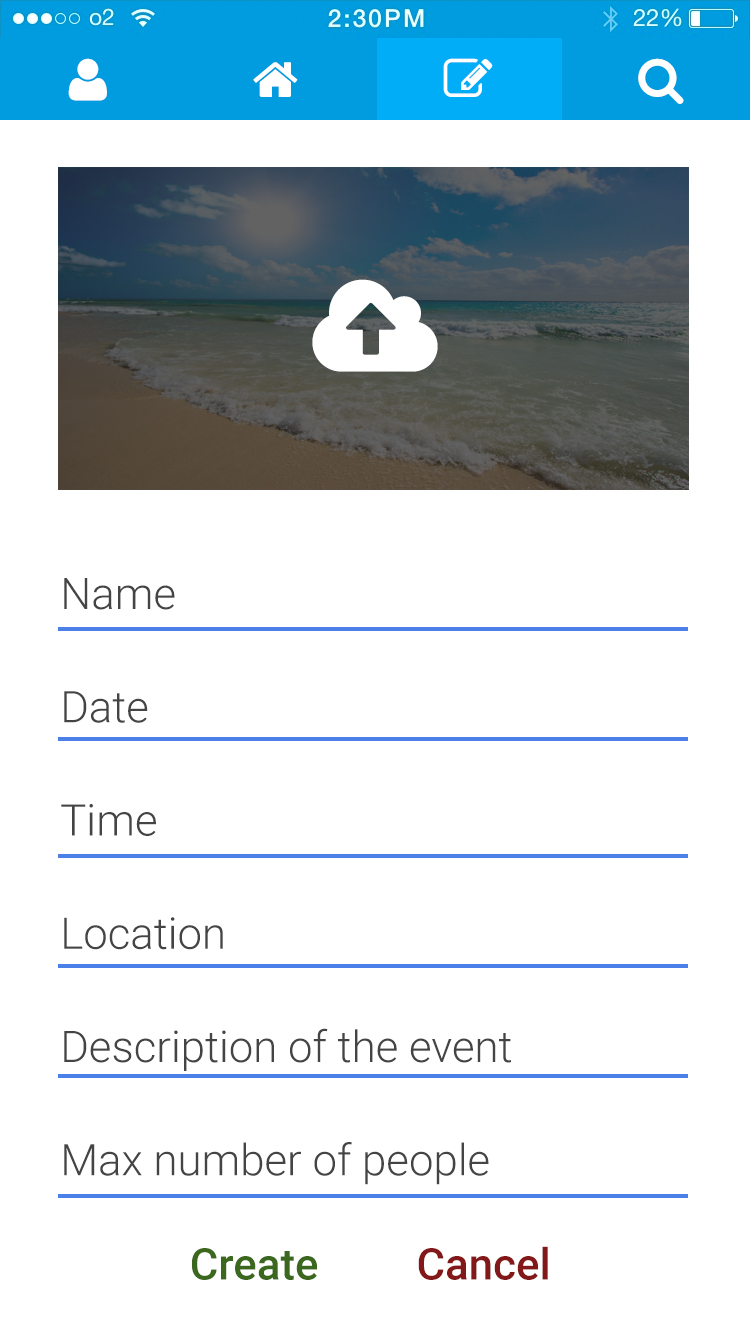 o2 2:30PM 22%
Name
Date
Time
Location
Description of the event
Max number of people
Create Cancel